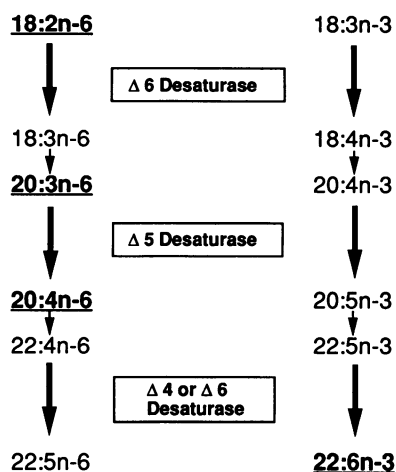 18:2n-6 18:3n-3
Δ 6 Desaturase
18:3n-6 18:4n-3
20:3n-6 20:4n-3
Δ 5 Desaturase
20:4n-6 20:5n-3
22:4n-6 22:5n-3
Δ 4 or Δ 6
Desaturase
22:5n-6 22:6n-3